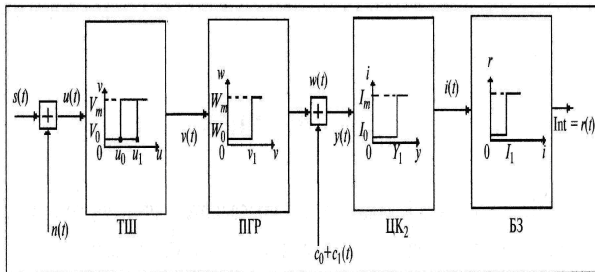 s(t)
u(t)
n(t)
v
V_m
V_0
0
u_0
u_1
u
ТШ
v(t)
w
W_m
W_0
0
v_1
v
ПГР
w(t)
c_0+c_1(t)
y(t)
i
I_m
I_0
0
Y_1
y
ЦК_2
i(t)
r
0
I_1
i
БЗ
Int = r(t)